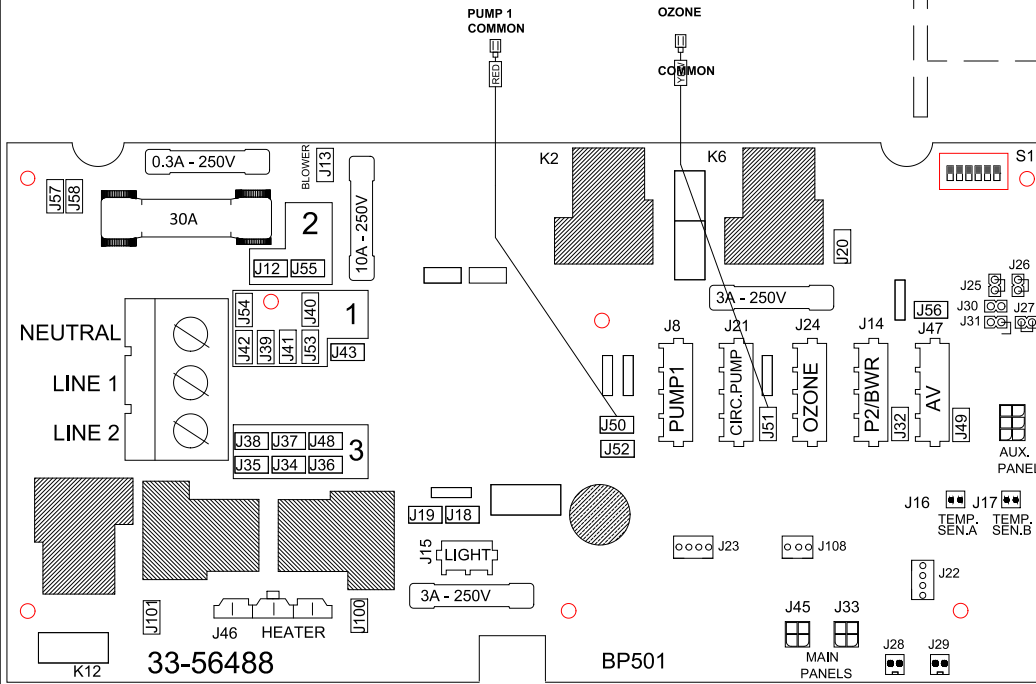 PUMP 1
COMMON
OZONE
COMMON
RED
0.3A - 250V
BLOWER
J13
K2
K6
S1
J57
J58
30A
2
10A - 250V
J20
J12
J55
J26
J25
3A - 250V
J54
J40
1
J30
J56
J27
J31
NEUTRAL
J42
J39
J41
J53
J43
J8
J21
J24
J14
J47
LINE 1
PUMP1
CIRC.PUMP
OZONE
P2/BWR
AV
LINE 2
J50
J51
J32
J49
J38
J37
J48
3
J52
J35
J34
J36
AUX.
PANEL
J16
J17
TEMP.
SEN.A
TEMP.
SEN.B
J19
J18
J15
LIGHT
J23
J108
J22
3A - 250V
J101
J46
HEATER
J100
J45
J33
K12
33-56488
BP501
MAIN
PANELS
J28
J29